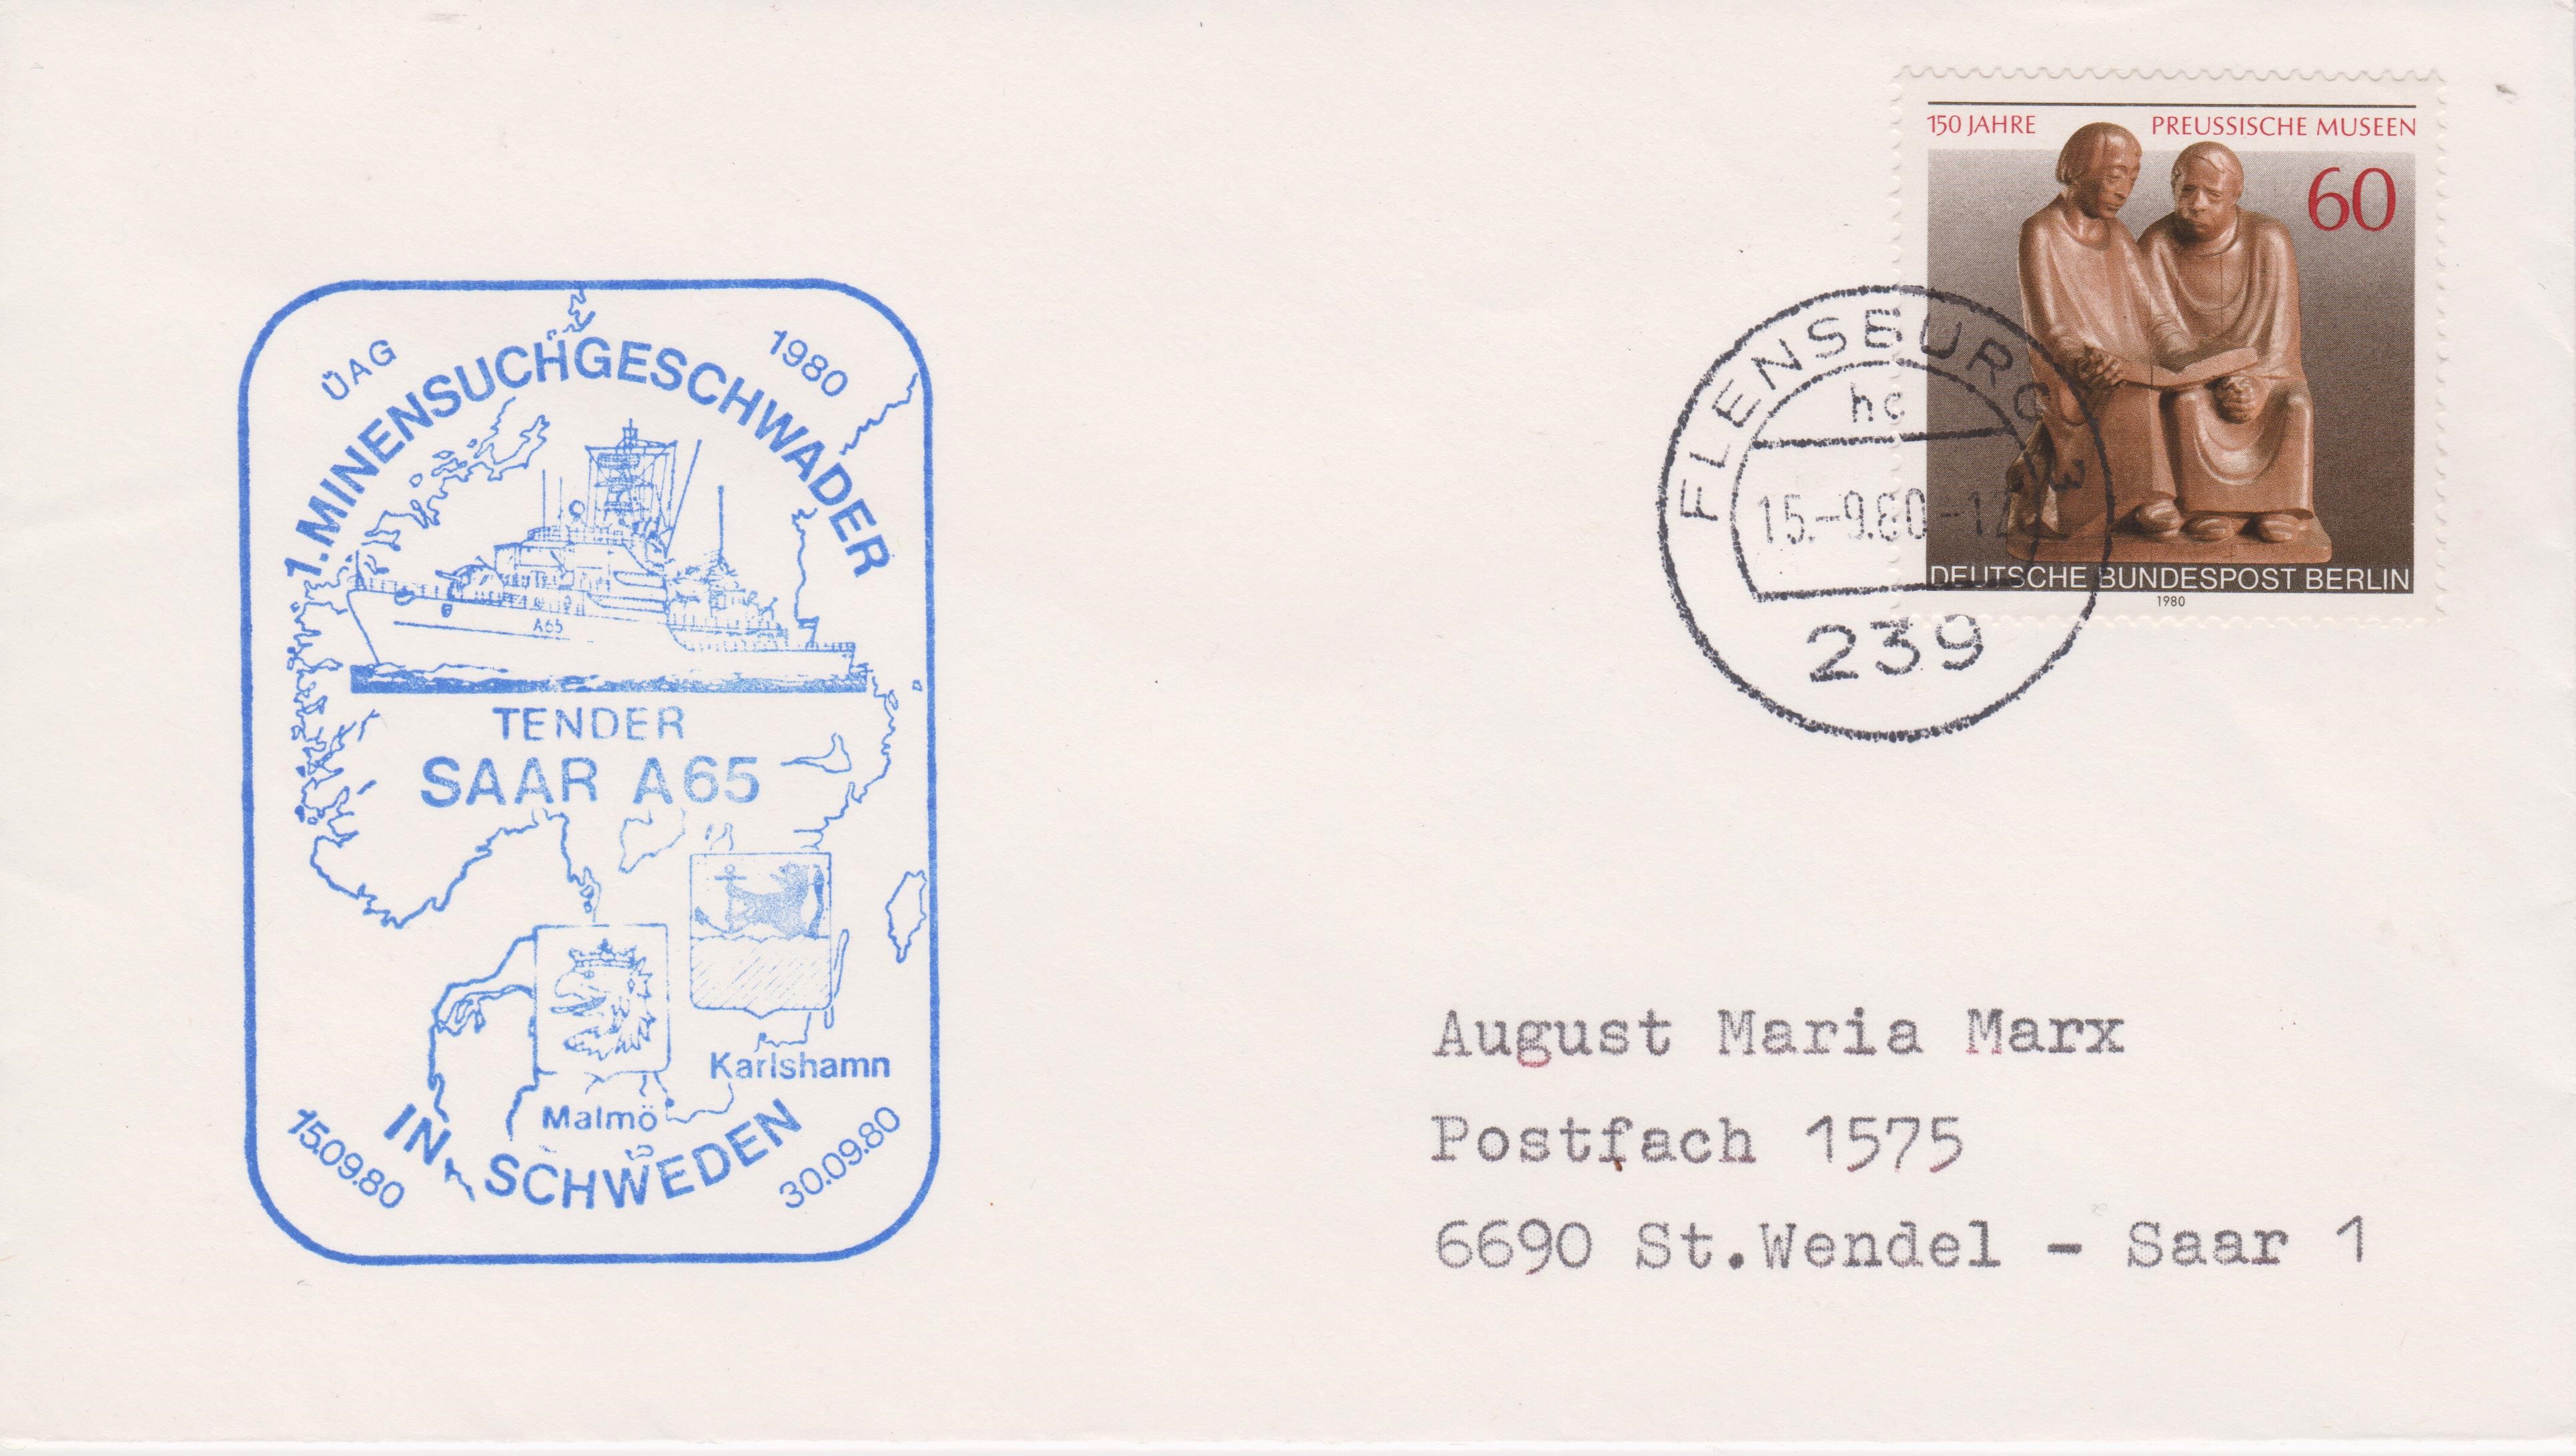 ÜAG 1980
1.MINENSUCHGESCHWADER
A65
TENDER
SAAR A65
Karlshamn
Malmö
IN SCHWEDEN
15.09.80
30.09.80
150 JAHRE PREUSSISCHE MUSEEN
60
DEUTSCHE BUNDESPOST BERLIN
1980
FLENSBURG
hc
15.-9.80-12
239
August Maria Marx
Postfach 1575
6690 St.Wendel - Saar 1